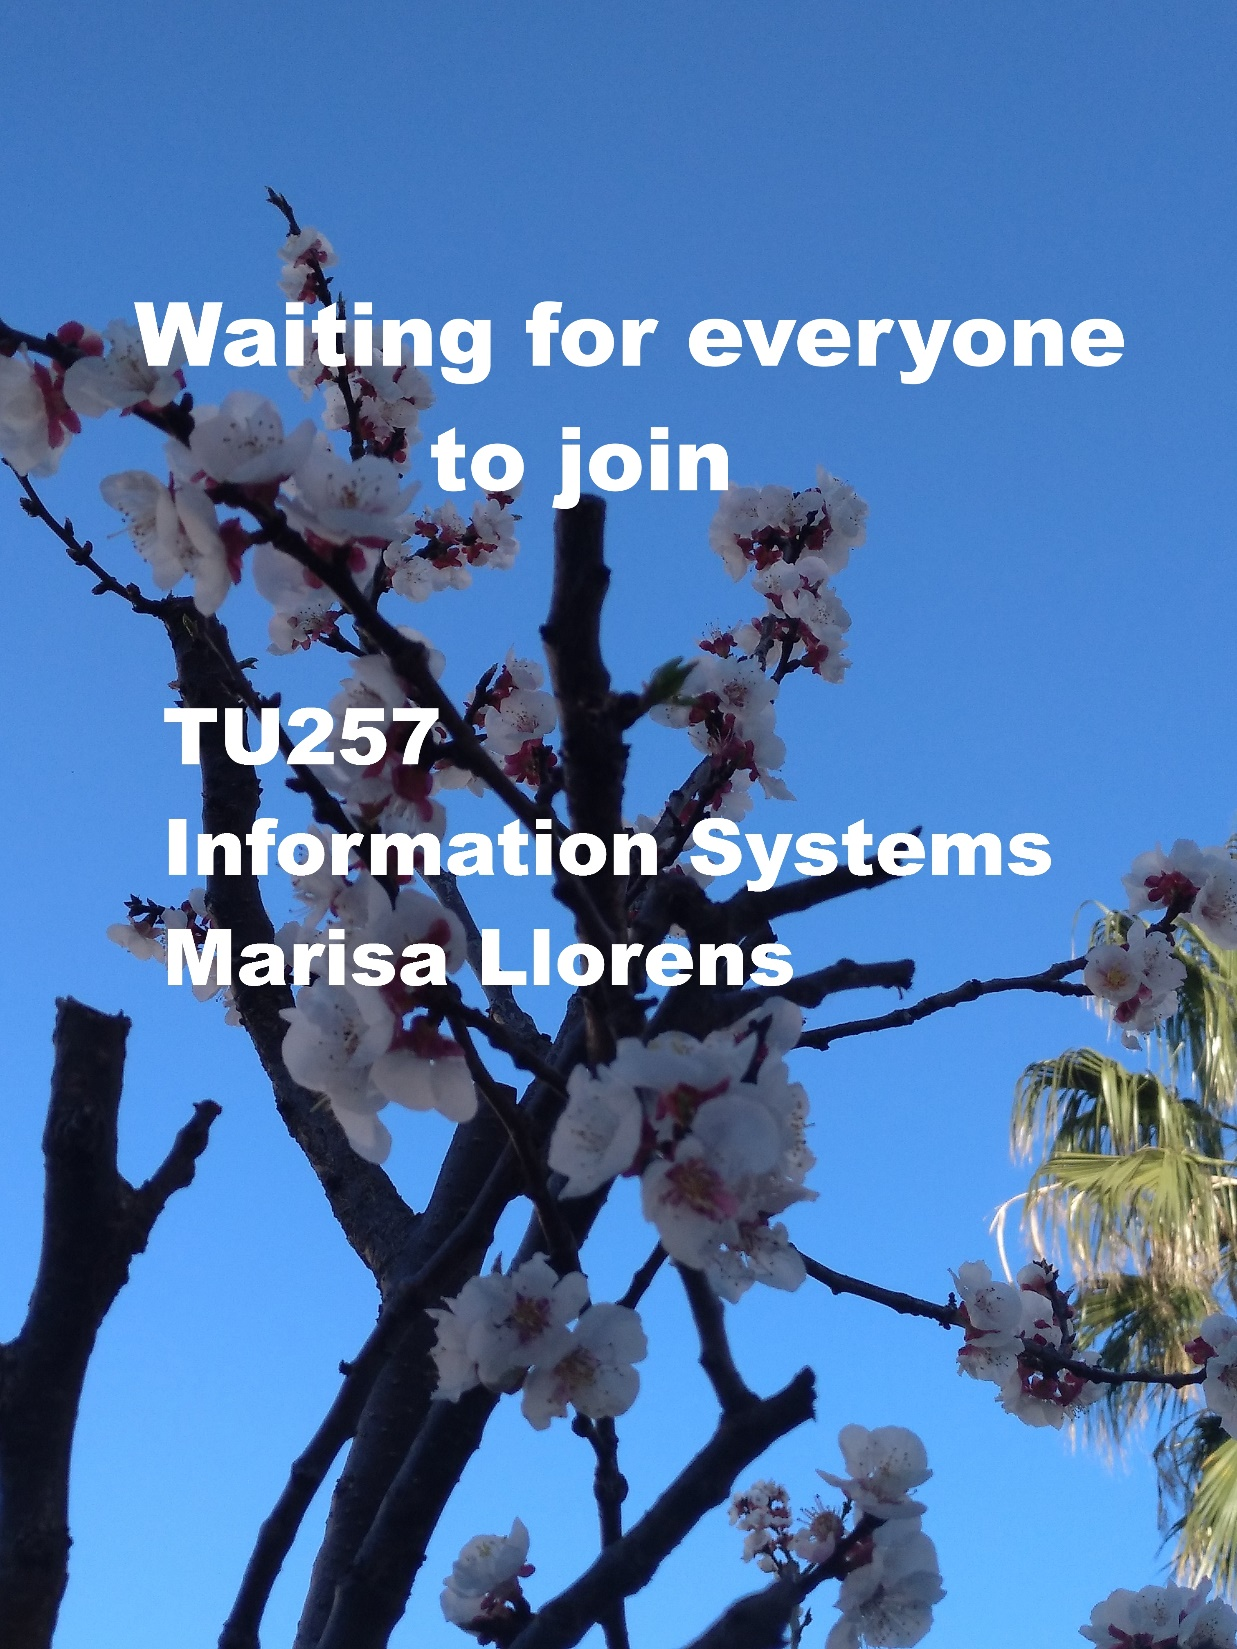 Waiting for everyone
to join
TU257
Information Systems
Marisa Llorens